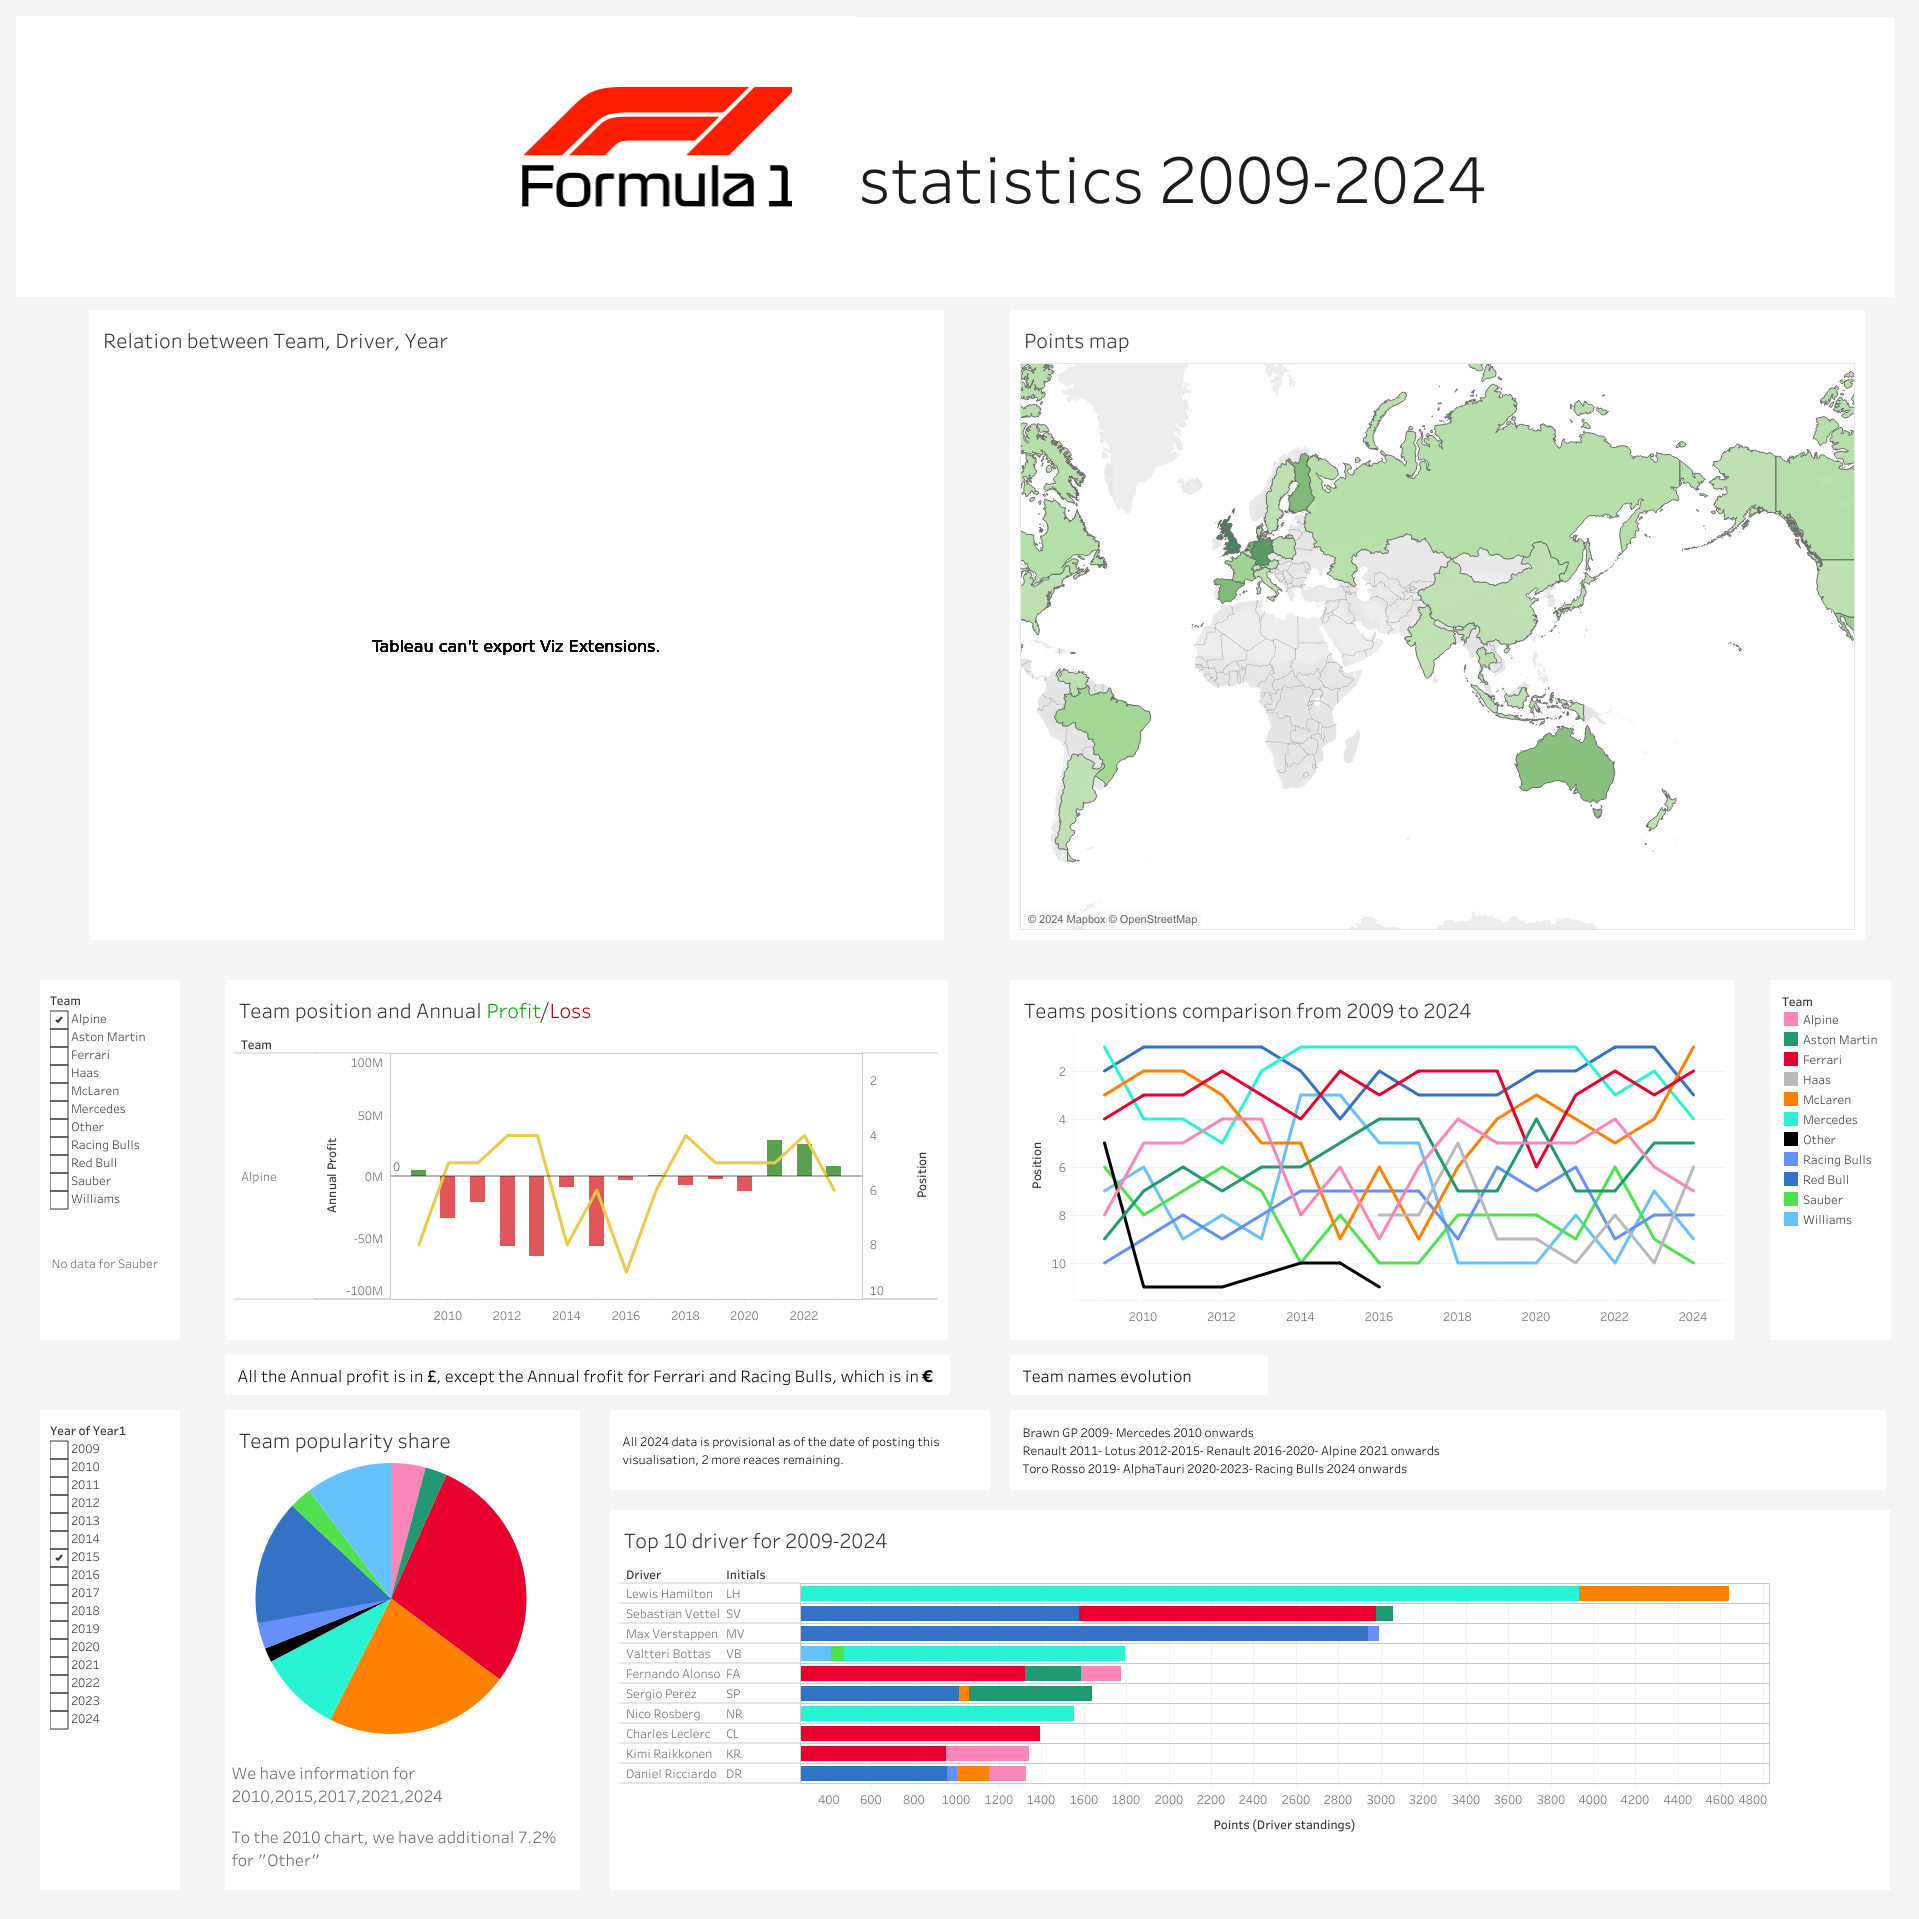 Formula 1
statistics 2009-2024
Relation between Team, Driver, Year
Tableau can't export Viz Extensions.
Points map
© 2024 Mapbox © OpenStreetMap
Team
Alpine
Aston Martin
Ferrari
Haas
McLaren
Mercedes
Other
Racing Bulls
Red Bull
Sauber
Williams
No data for Sauber
Team position and Annual Profit/Loss
Team
Alpine
Annual Profit
100M
50M
0M
-50M
-100M
0
2
4
6
8
10
Position
2010 2012 2014 2016 2018 2020 2022
Teams positions comparison from 2009 to 2024
Position
2
4
6
8
10
2010 2012 2014 2016 2018 2020 2022 2024
Team
Alpine
Aston Martin
Ferrari
Haas
McLaren
Mercedes
Other
Racing Bulls
Red Bull
Sauber
Williams
All the Annual profit is in £, except the Annual frofit for Ferrari and Racing Bulls, which is in €
Team names evolution
Year of Year1
2009
2010
2011
2012
2013
2014
2015
2016
2017
2018
2019
2020
2021
2022
2023
2024
Team popularity share
We have information for
2010,2015,2017,2021,2024
To the 2010 chart, we have additional 7.2%
for "Other"
All 2024 data is provisional as of the date of posting this
visualisation, 2 more reaces remaining.
Brawn GP 2009- Mercedes 2010 onwards
Renault 2011- Lotus 2012-2015- Renault 2016-2020- Alpine 2021 onwards
Toro Rosso 2019- AlphaTauri 2020-2023- Racing Bulls 2024 onwards
Top 10 driver for 2009-2024
Driver Initials
Lewis Hamilton LH
Sebastian Vettel SV
Max Verstappen MV
Valtteri Bottas VB
Fernando Alonso FA
Sergio Perez SP
Nico Rosberg NR
Charles Leclerc CL
Kimi Raikkonen KR
Daniel Ricciardo DR
400 600 800 1000 1200 1400 1600 1800 2000 2200 2400 2600 2800 3000 3200 3400 3600 3800 4000 4200 4400 4600 4800
Points (Driver standings)